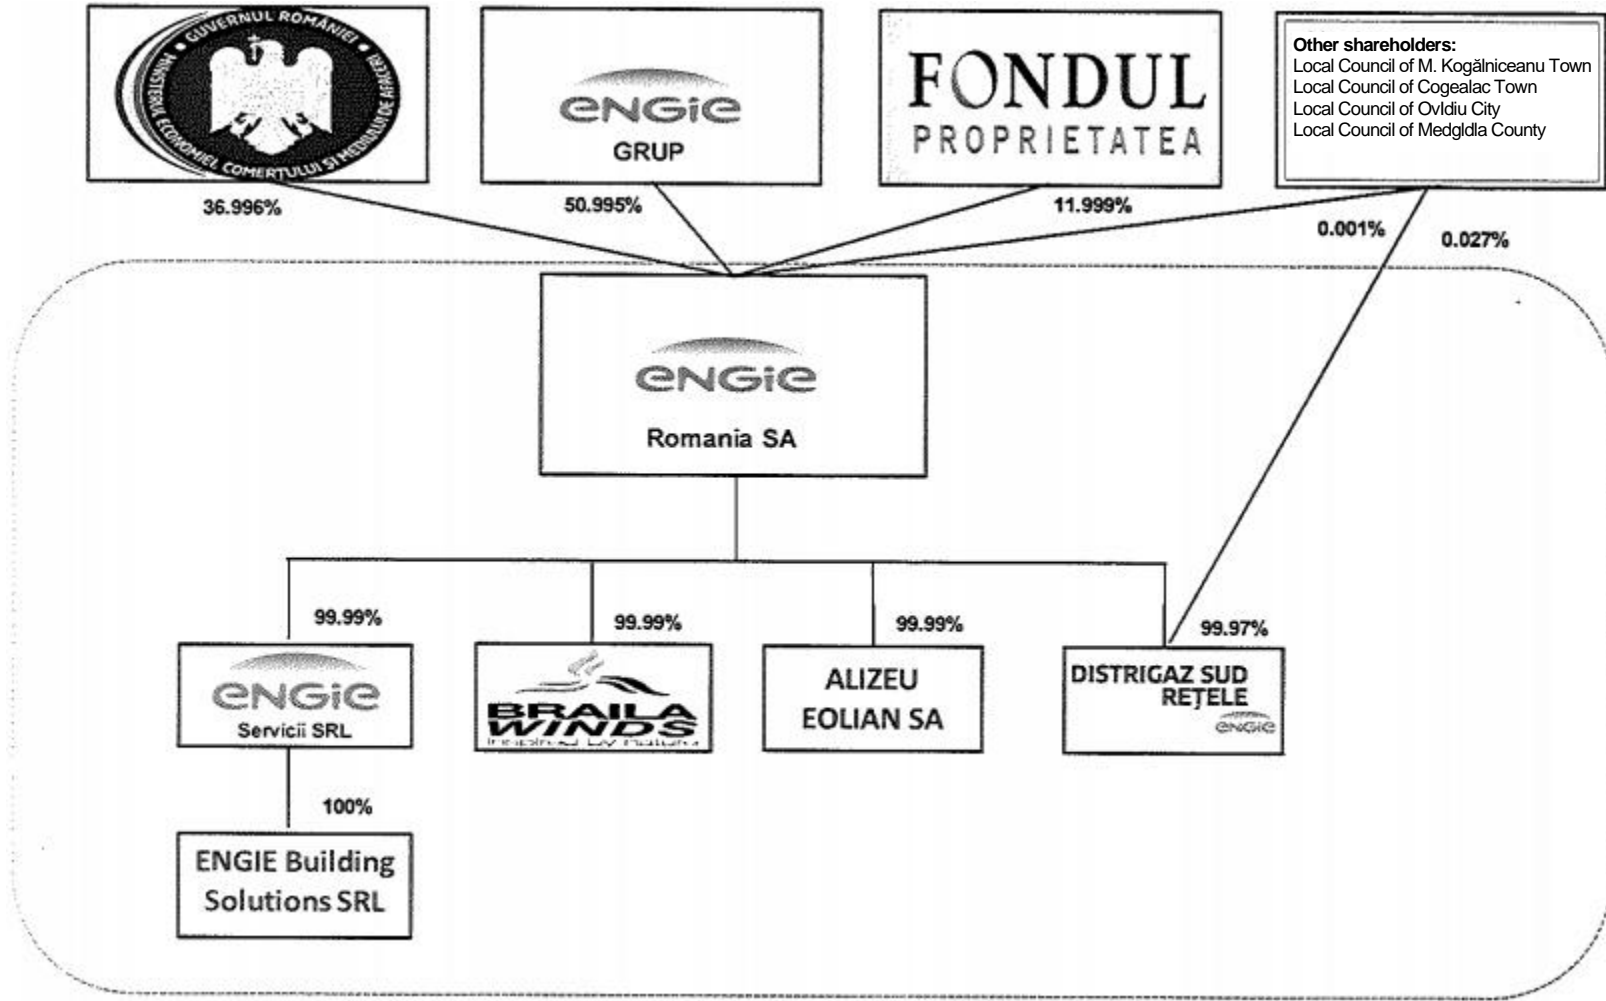 GUVERNUL ROMÂNIEI
MINISTERUL ECONOMIEI, COMERȚULUI ȘI MEDIULUI DE AFACERI
ENGIE
GRUP
FONDUL
PROPRIETATEA
Other shareholders:
Local Council of M. Kogălniceanu Town
Local Council of Cogealac Town
Local Council of OvIdiu City
Local Council of MedgIdIa County
36.996%
50.995%
11.999%
0.001%
0.027%
ENGIE
Romania SA
99.99%
99.99%
99.99%
99.97%
ENGIE
Servicii SRL
BRAILA
WINDS
inspired by nature
ALIZEU
EOLIAN SA
DISTRIGAZ SUD
REȚELE
ENGIE
100%
ENGIE Building
Solutions SRL